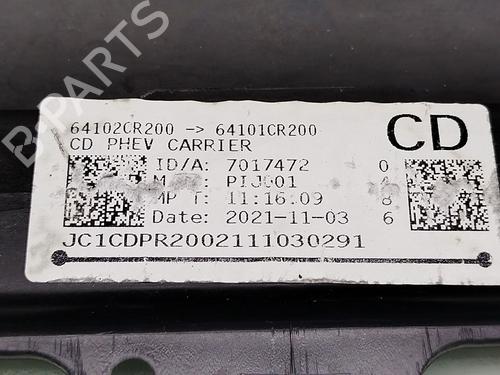 B-PARTS
64102CR200 -> 64101CR200
CD
CD PHEV CARRIER
ID/A: 7017472 0
PIJ001
11:16:09 8
Date: 2021-11-03 6
JC1CDPR2002111030291